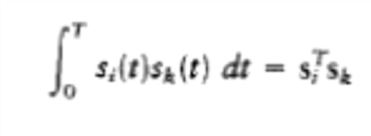 ∫₀ᵀ sᵢ(t)sₖ(t) dt = sᵢᵀsₖ